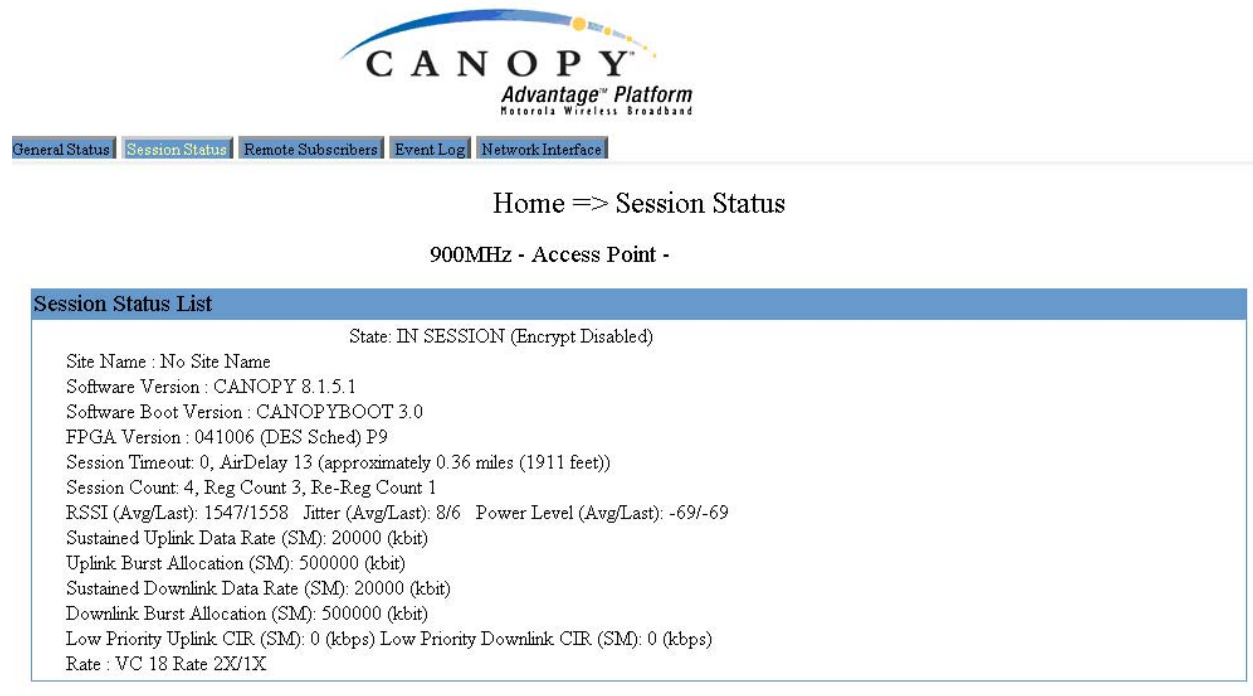 CANOPY™
Advantage™ Platform
Motorola Wireless Broadband
General Status Session Status Remote Subscribers Event Log Network Interface
Home => Session Status
900MHz - Access Point -
Session Status List
State: IN SESSION (Encrypt Disabled)
Site Name : No Site Name
Software Version : CANOPY 8.1.5.1
Software Boot Version : CANOPYBOOT 3.0
FPGA Version : 041006 (DES Sched) P9
Session Timeout: 0, AirDelay 13 (approximately 0.36 miles (1911 feet))
Session Count: 4, Reg Count 3, Re-Reg Count 1
RSSI (Avg/Last): 1547/1558 Jitter (Avg/Last): 8/6 Power Level (Avg/Last): -69/-69
Sustained Uplink Data Rate (SM): 20000 (kbit)
Uplink Burst Allocation (SM): 500000 (kbit)
Sustained Downlink Data Rate (SM): 20000 (kbit)
Downlink Burst Allocation (SM): 500000 (kbit)
Low Priority Uplink CIR (SM): 0 (kbps) Low Priority Downlink CIR (SM): 0 (kbps)
Rate : VC 18 Rate 2X/1X